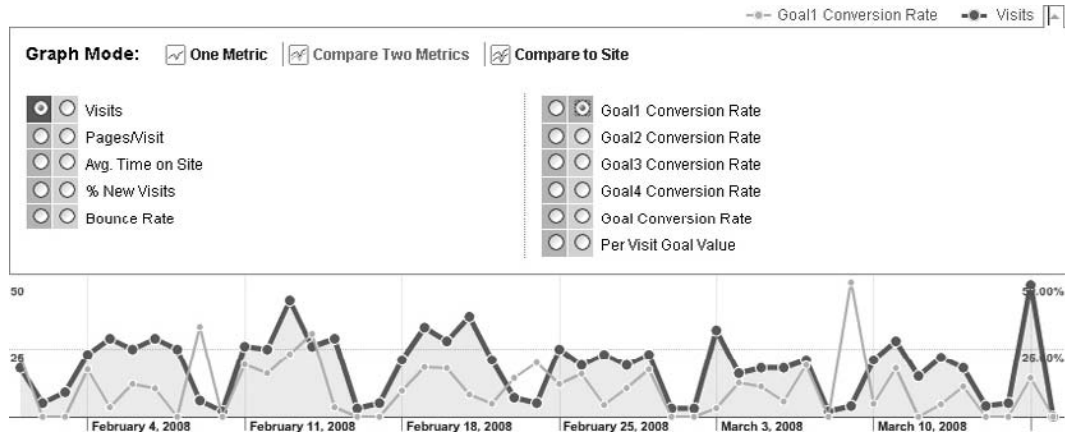 Goal1 Conversion Rate Visits
Graph Mode: One Metric Compare Two Metrics Compare to Site
Visits
Pages/Visit
Avg. Time on Site
% New Visits
Bounce Rate
Goal1 Conversion Rate
Goal2 Conversion Rate
Goal3 Conversion Rate
Goal4 Conversion Rate
Goal Conversion Rate
Per Visit Goal Value
50 50.00%
25 25.00%
February 4, 2008 February 11, 2008 February 18, 2008 February 25, 2008 March 3, 2008 March 10, 2008